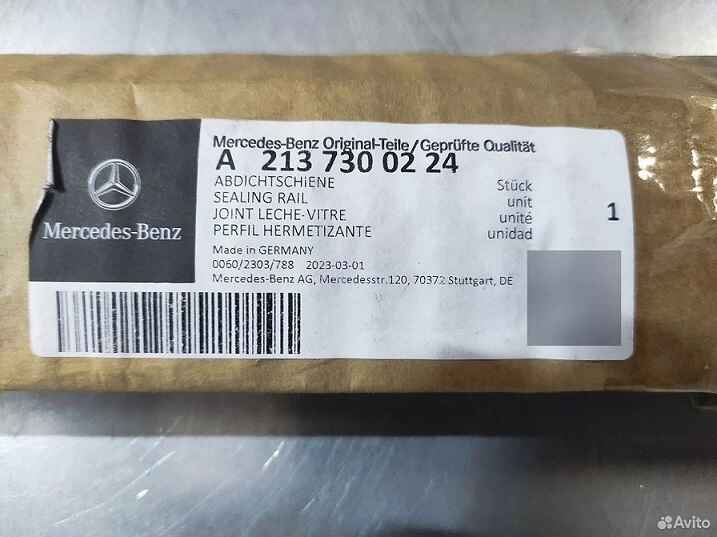 Mercedes-Benz Original-Teile/Geprüfte Qualität
A 213 730 02 24
ABDICHTSCHIENE
SEALING RAIL
JOINT LECHE-VITRE
PERFIL HERMETIZANTE
Stück
unit
unité
unidad
1
Mercedes-Benz
Made in GERMANY
0060/2303/788 2023-03-01
Mercedes-Benz AG, Mercedesstr.120, 70372 Stuttgart, DE
Avito